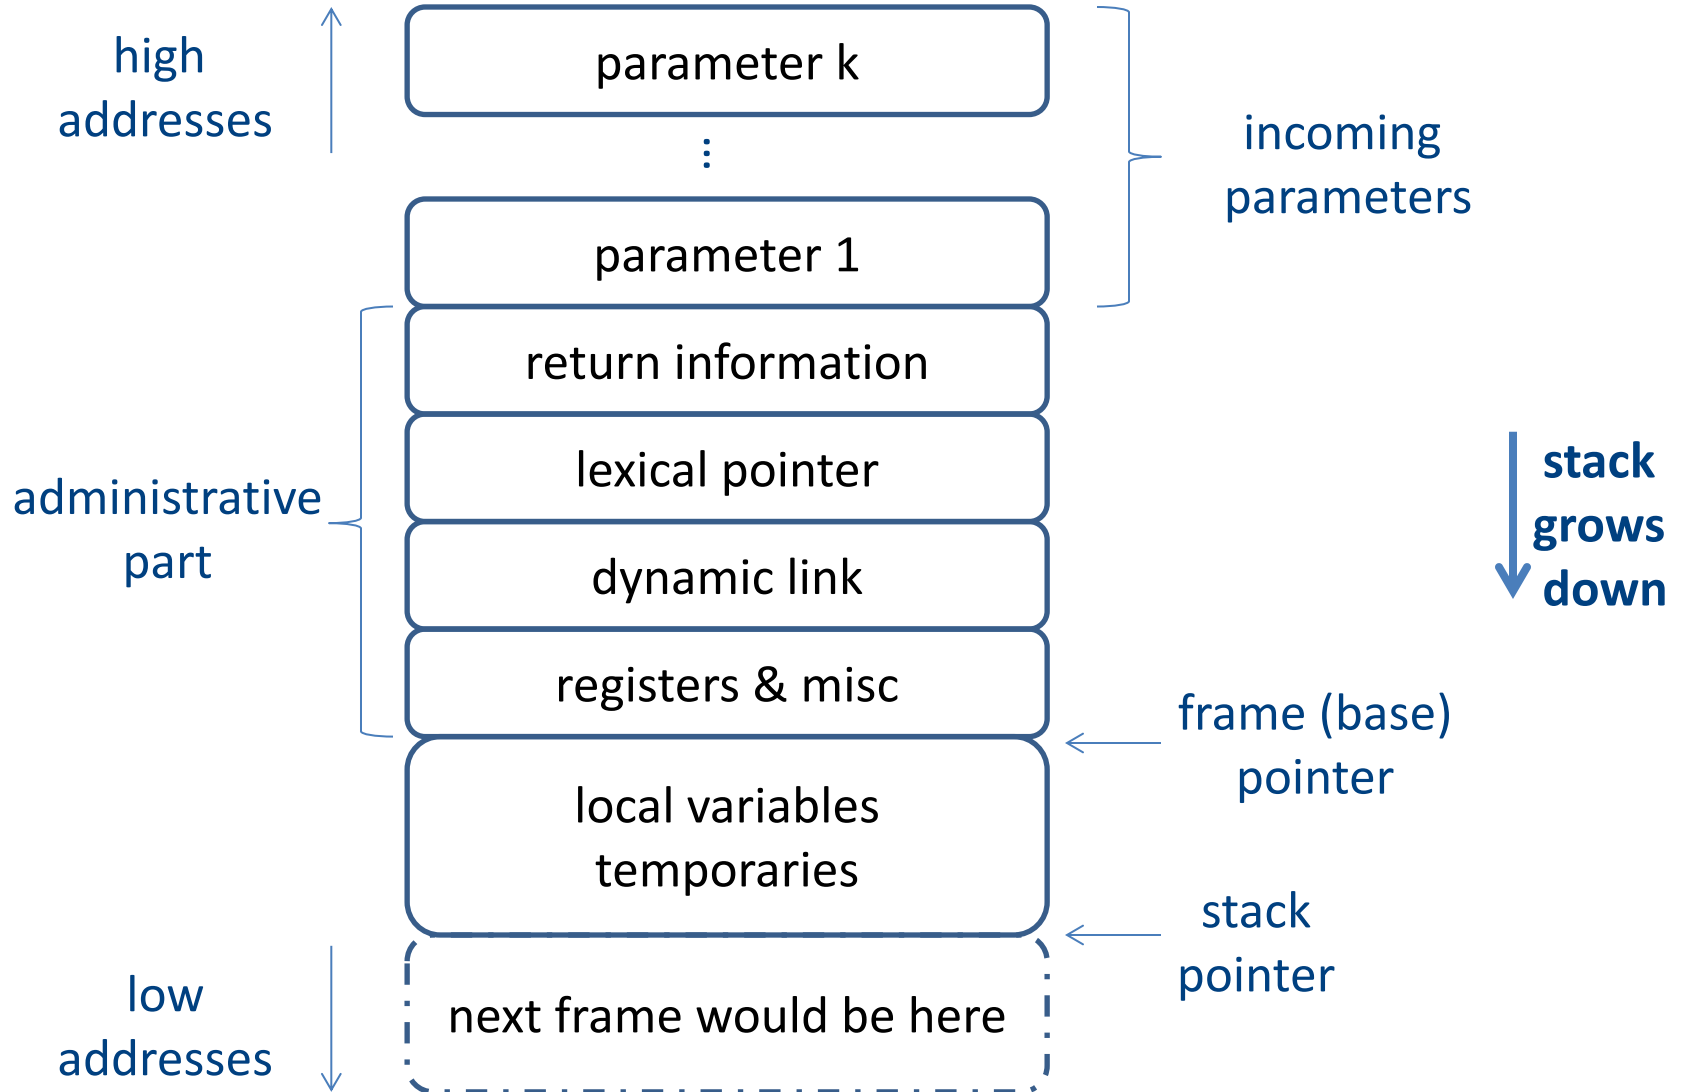 high
addresses
parameter k
...
incoming
parameters
parameter 1
return information
lexical pointer
administrative
part
dynamic link
stack
grows
down
registers & misc
frame (base)
pointer
local variables
temporaries
stack
pointer
low
addresses
next frame would be here